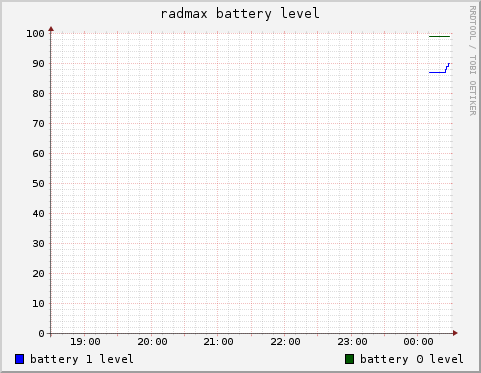 radmax battery level
RRDTOOL / TOBI OETIKER
100
90
80
70
60
50
40
30
20
10
0
19:00 20:00 21:00 22:00 23:00 00:00
battery 1 level battery 0 level